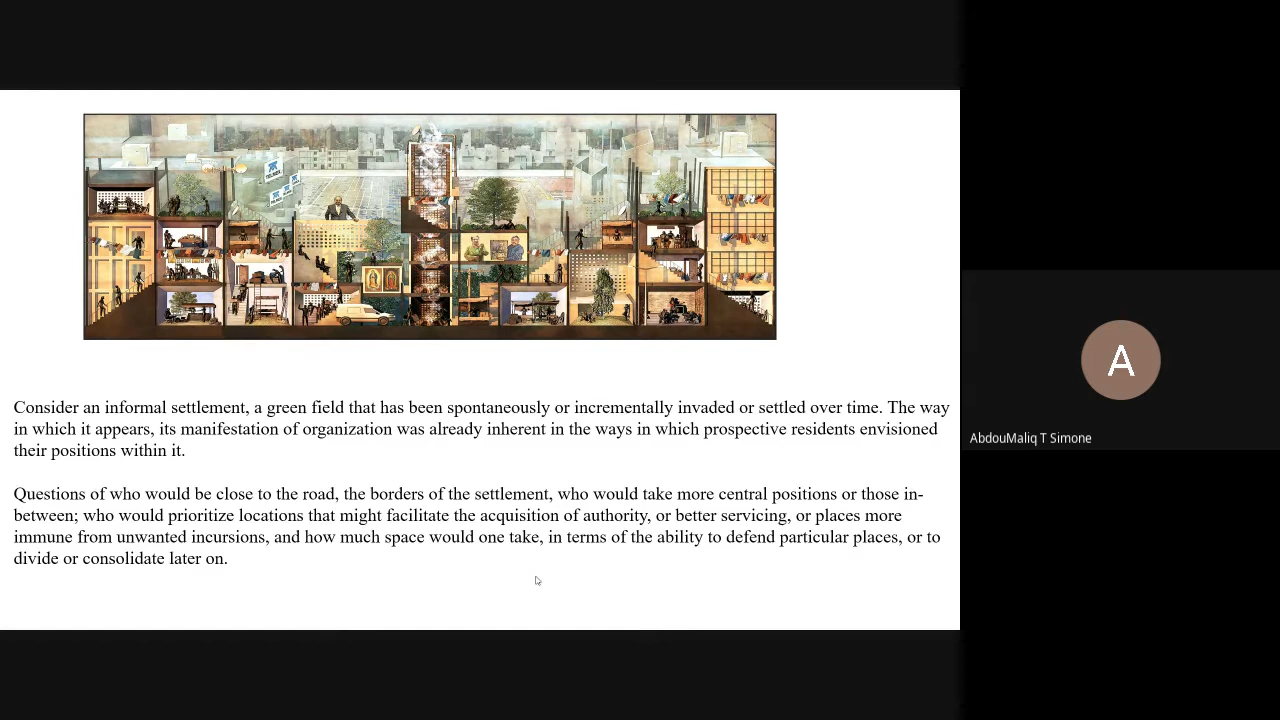 Consider an informal settlement, a green field that has been spontaneously or incrementally invaded or settled over time. The way
in which it appears, its manifestation of organization was already inherent in the ways in which prospective residents envisioned
their positions within it.
Questions of who would be close to the road, the borders of the settlement, who would take more central positions or those in-
between; who would prioritize locations that might facilitate the acquisition of authority, or better servicing, or places more
immune from unwanted incursions, and how much space would one take, in terms of the ability to defend particular places, or to
divide or consolidate later on.
A
AbdouMaliq T Simone